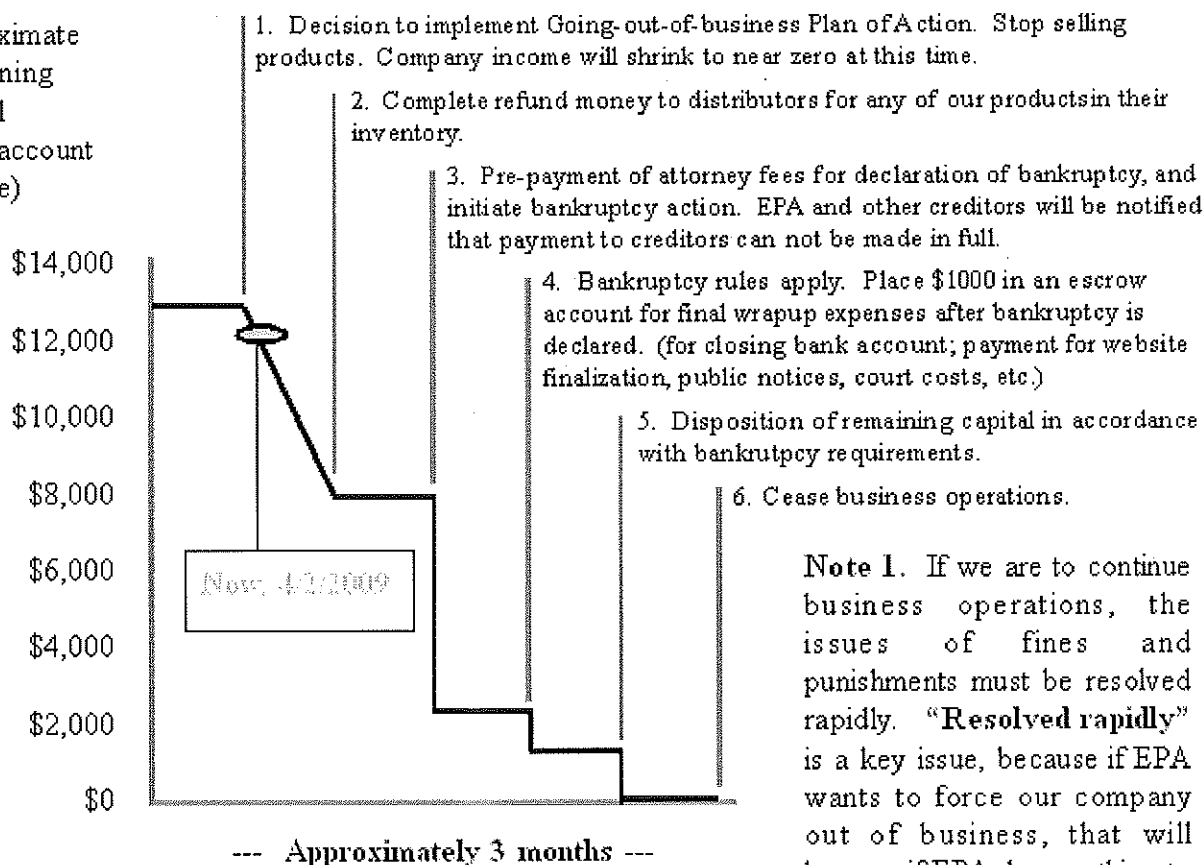 ximate
ning
l
account
e)
1. Decision to implement Going-out-of-business Plan of Action. Stop selling
products. Company income will shrink to near zero at this time.
2. Complete refund money to distributors for any of our products in their
inventory.
3. Pre-payment of attorney fees for declaration of bankruptcy, and
initiate bankruptcy action. EPA and other creditors will be notified
that payment to creditors can not be made in full.
4. Bankruptcy rules apply. Place $1000 in an escrow
account for final wrapup expenses after bankruptcy is
declared. (for closing bank account; payment for website
finalization, public notices, court costs, etc.)
5. Disposition of remaining capital in accordance
with bankrutpcy requirements.
6. Cease business operations.
$14,000
$12,000
$10,000
$8,000
$6,000
$4,000
$2,000
$0
Now, 4/2/2009
--- Approximately 3 months ---
Note 1. If we are to continue
business operations, the
issues of fines and
punishments must be resolved
rapidly. “Resolved rapidly”
is a key issue, because if EPA
wants to force our company
out of business, that will